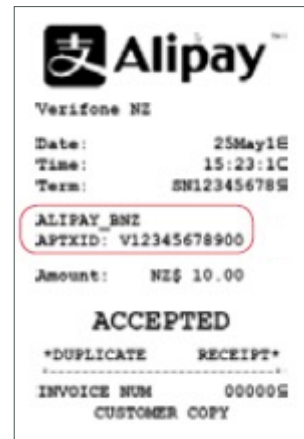 支 Alipay
Verifone NZ
Date: 25May1
Time: 15:23:1
Term: SN12345678
ALIPAY_BNZ
APTXID: V12345678900
Amount: NZ$ 10.00
ACCEPTED
*DUPLICATE RECEIPT*
INVOICE NUM 00000
CUSTOMER COPY